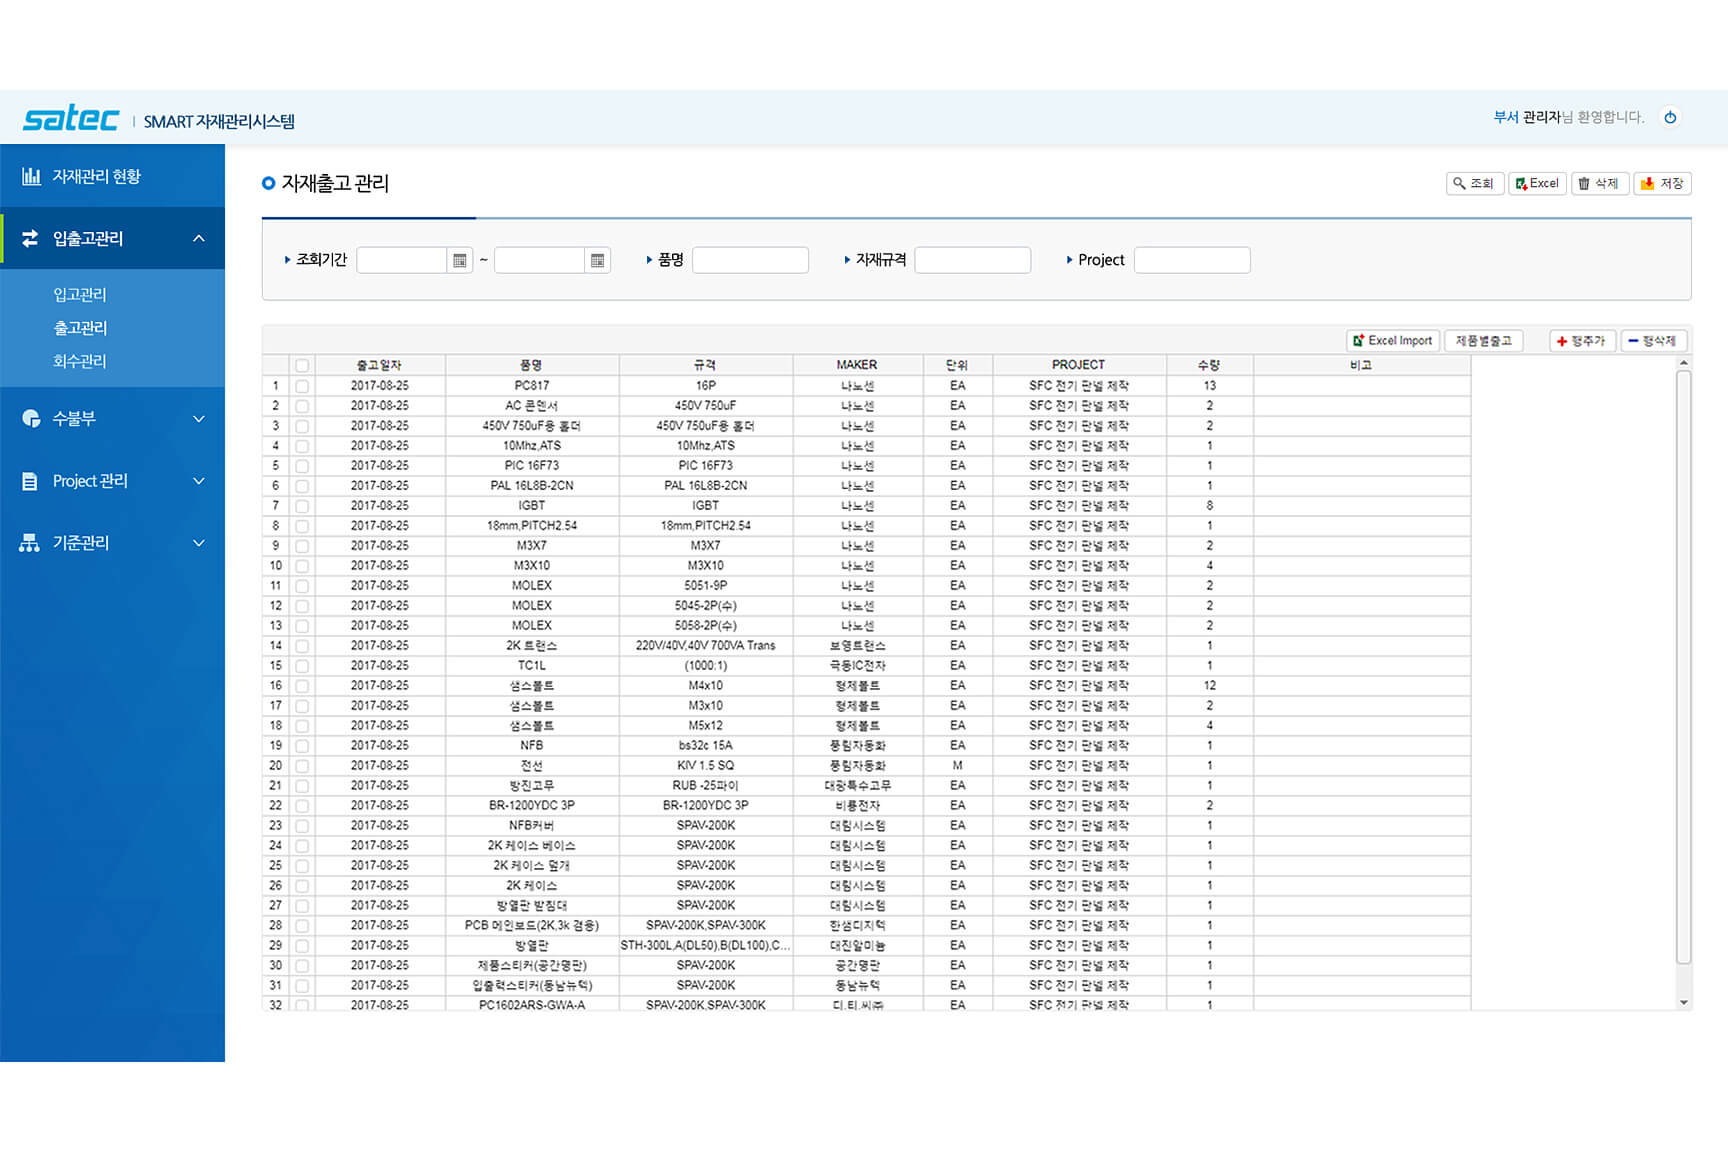 satec | SMART 자재관리시스템
부서 관리자님 환영합니다.
자재관리 현황
입출고관리
입고관리
출고관리
회수관리
수불부
Project 관리
기준관리
자재출고 관리
조회 Excel 삭제 저장
조회기간 ~ 품명 자재규격 Project
Excel Import 제품별출고 행추가 행삭제
출고일자 품명 규격 MAKER 단위 PROJECT 수량 비고
1 2017-08-25 PC817 16P 나노센 EA SFC 전기 판넬 제작 13
2 2017-08-25 AC 콘덴서 450V 750uF 나노센 EA SFC 전기 판넬 제작 2
3 2017-08-25 450V 750uF용 홀더 450V 750uF용 홀더 나노센 EA SFC 전기 판넬 제작 2
4 2017-08-25 10Mhz,ATS 10Mhz,ATS 나노센 EA SFC 전기 판넬 제작 1
5 2017-08-25 PIC 16F73 PIC 16F73 나노센 EA SFC 전기 판넬 제작 1
6 2017-08-25 PAL 16L8B-2CN PAL 16L8B-2CN 나노센 EA SFC 전기 판넬 제작 1
7 2017-08-25 IGBT IGBT 나노센 EA SFC 전기 판넬 제작 8
8 2017-08-25 18mm,PITCH2.54 18mm,PITCH2.54 나노센 EA SFC 전기 판넬 제작 1
9 2017-08-25 M3X7 M3X7 나노센 EA SFC 전기 판넬 제작 2
10 2017-08-25 M3X10 M3X10 나노센 EA SFC 전기 판넬 제작 4
11 2017-08-25 MOLEX 5051-9P 나노센 EA SFC 전기 판넬 제작 2
12 2017-08-25 MOLEX 5045-2P(수) 나노센 EA SFC 전기 판넬 제작 2
13 2017-08-25 MOLEX 5058-2P(수) 나노센 EA SFC 전기 판넬 제작 2
14 2017-08-25 2K 트랜스 220V/40V,40V 700VA Trans 보영트랜스 EA SFC 전기 판넬 제작 1
15 2017-08-25 TC1L (1000:1) 극동IC전자 EA SFC 전기 판넬 제작 1
16 2017-08-25 샘스볼트 M4x10 형제볼트 EA SFC 전기 판넬 제작 12
17 2017-08-25 샘스볼트 M3x10 형제볼트 EA SFC 전기 판넬 제작 2
18 2017-08-25 샘스볼트 M5x12 형제볼트 EA SFC 전기 판넬 제작 4
19 2017-08-25 NFB bs32c 15A 풍림자동화 EA SFC 전기 판넬 제작 1
20 2017-08-25 전선 KIV 1.5 SQ 풍림자동화 M SFC 전기 판넬 제작 1
21 2017-08-25 방진고무 RUB -25파이 대광특수고무 EA SFC 전기 판넬 제작 1
22 2017-08-25 BR-1200YDC 3P BR-1200YDC 3P 비룡전자 EA SFC 전기 판넬 제작 2
23 2017-08-25 NFB커버 SPAV-200K 대림시스템 EA SFC 전기 판넬 제작 1
24 2017-08-25 2K 케이스 베이스 SPAV-200K 대림시스템 EA SFC 전기 판넬 제작 1
25 2017-08-25 2K 케이스 덮개 SPAV-200K 대림시스템 EA SFC 전기 판넬 제작 1
26 2017-08-25 2K 케이스 SPAV-200K 대림시스템 EA SFC 전기 판넬 제작 1
27 2017-08-25 방열판 받침대 SPAV-200K 대림시스템 EA SFC 전기 판넬 제작 1
28 2017-08-25 PCB 메인보드(2K,3k 겸용) SPAV-200K,SPAV-300K 한샘디지텍 EA SFC 전기 판넬 제작 1
29 2017-08-25 방열판 STH-300L,A(DL50),B(DL100),C... 대진알미늄 EA SFC 전기 판넬 제작 1
30 2017-08-25 제품스티커(공간명판) SPAV-200K 공간명판 EA SFC 전기 판넬 제작 1
31 2017-08-25 입출력스티커(동남뉴텍) SPAV-200K 동남뉴텍 EA SFC 전기 판넬 제작 1
32 2017-08-25 PC1602ARS-GWA-A SPAV-200K,SPAV-300K 디.티.씨㈜ EA SFC 전기 판넬 제작 1